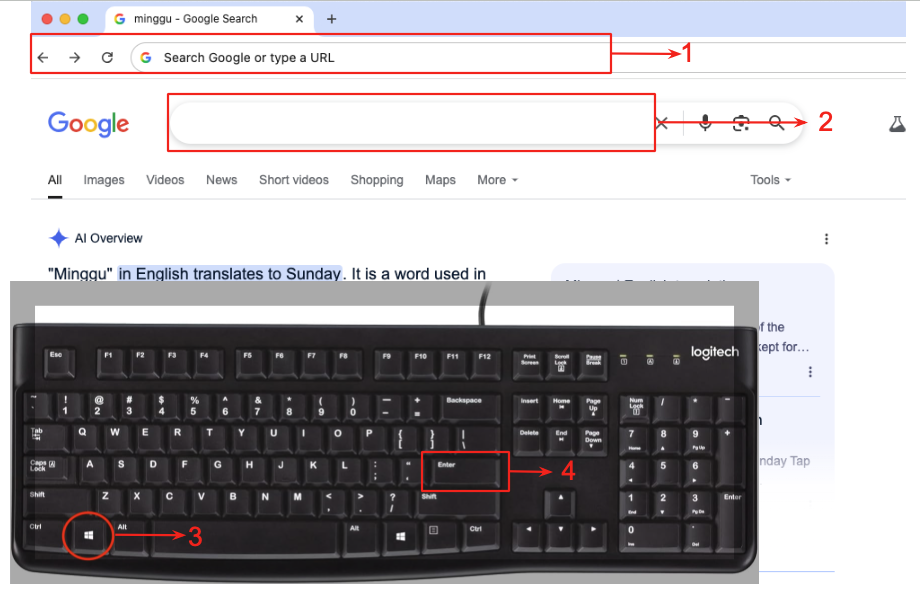 minggu - Google Search
Search Google or type a URL
1
Google
2
All Images Videos News Short videos Shopping Maps More Tools
AI Overview
"Minggu" in English translates to Sunday. It is a word used in
of the
kept for...
nday Tap
logitech
Esc F1 F2 F3 F4 F5 F6 F7 F8 F9 F10 F11 F12 Print Screen Scroll Lock Pause Break
~ ` ! 1 @ 2 # 3 $ 4 % 5 ^ 6 & 7 * 8 ( 9 ) 0 — - + = Backspace Insert Home Page Up Num Lock / * −
Tab Q W E R T Y U I O P { [ } ] | \ Delete End Page Down 7 Home 8 9 Pg Up +
Caps Lock A S D F G H J K L : ; " Enter 4 4 5 6
Shift Z X C V B N M < , > . ? / Shift 1 End 2 3 Pg Dn Enter
Ctrl Alt 3 Alt Ctrl 0 Ins . Del